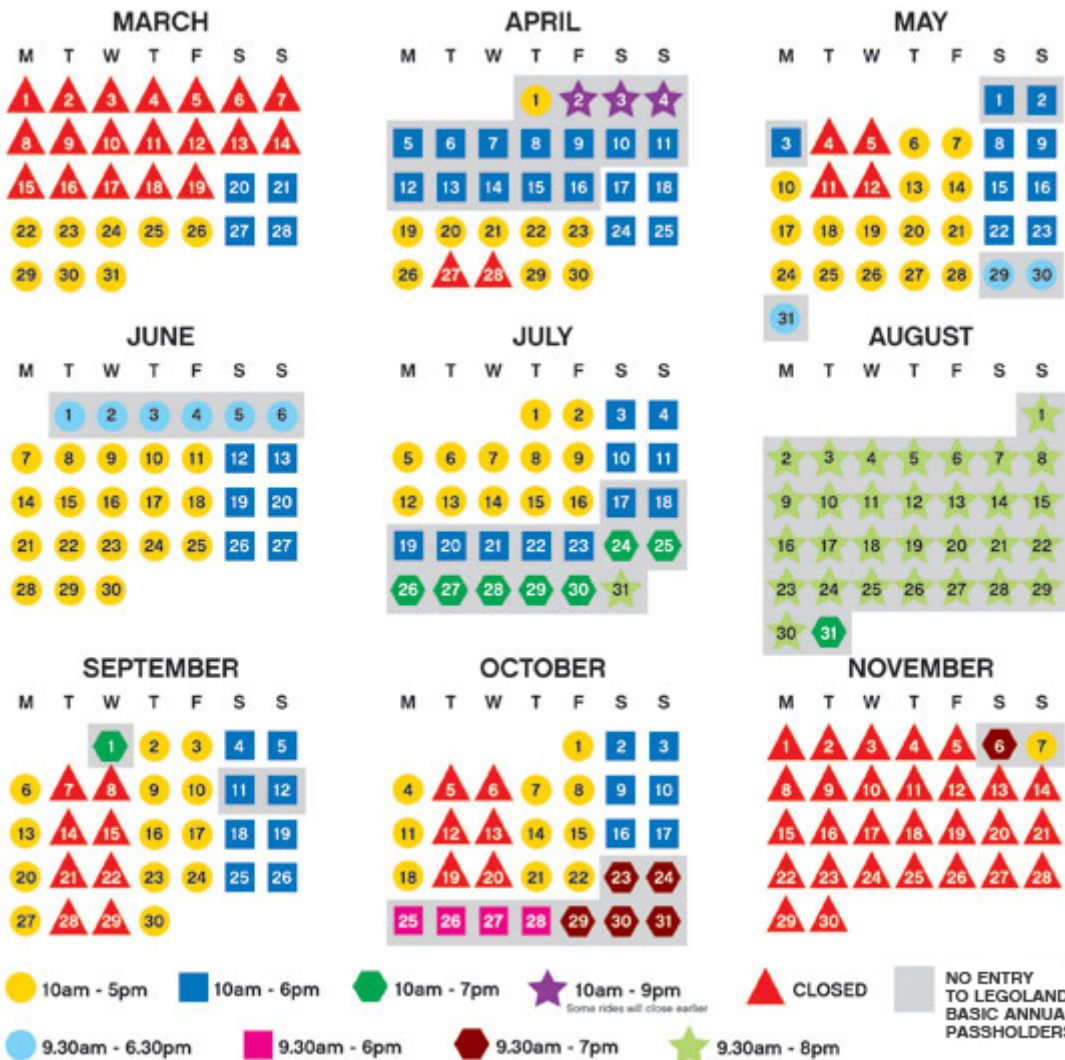 MARCH APRIL MAY
M T W T F S S M T W T F S S M T W T F S S
1 2 3 4 5 6 7 1 2 3 4 1 2
8 9 10 11 12 13 14 5 6 7 8 9 10 11 3 4 5 6 7 8 9
15 16 17 18 19 20 21 12 13 14 15 16 17 18 10 11 12 13 14 15 16
22 23 24 25 26 27 28 19 20 21 22 23 24 25 17 18 19 20 21 22 23
29 30 31 26 27 28 29 30 24 25 26 27 28 29 30
31
JUNE JULY AUGUST
M T W T F S S M T W T F S S M T W T F S S
1 2 3 4 5 6 1 2 3 4 1
7 8 9 10 11 12 13 5 6 7 8 9 10 11 2 3 4 5 6 7 8
14 15 16 17 18 19 20 12 13 14 15 16 17 18 9 10 11 12 13 14 15
21 22 23 24 25 26 27 19 20 21 22 23 24 25 16 17 18 19 20 21 22
28 29 30 26 27 28 29 30 31 23 24 25 26 27 28 29
30 31
SEPTEMBER OCTOBER NOVEMBER
M T W T F S S M T W T F S S M T W T F S S
1 2 3 4 5 1 2 3 1 2 3 4 5 6 7
6 7 8 9 10 11 12 4 5 6 7 8 9 10 8 9 10 11 12 13 14
13 14 15 16 17 18 19 11 12 13 14 15 16 17 15 16 17 18 19 20 21
20 21 22 23 24 25 26 18 19 20 21 22 23 24 22 23 24 25 26 27 28
27 28 29 30 25 26 27 28 29 30 31 29 30
10am - 5pm 10am - 6pm 10am - 7pm 10am - 9pm CLOSED NO ENTRY
Some rides will close earlier TO LEGOLAND
BASIC ANNUA
PASSHOLDERS
9.30am - 6.30pm 9.30am - 6pm 9.30am - 7pm 9.30am - 8pm